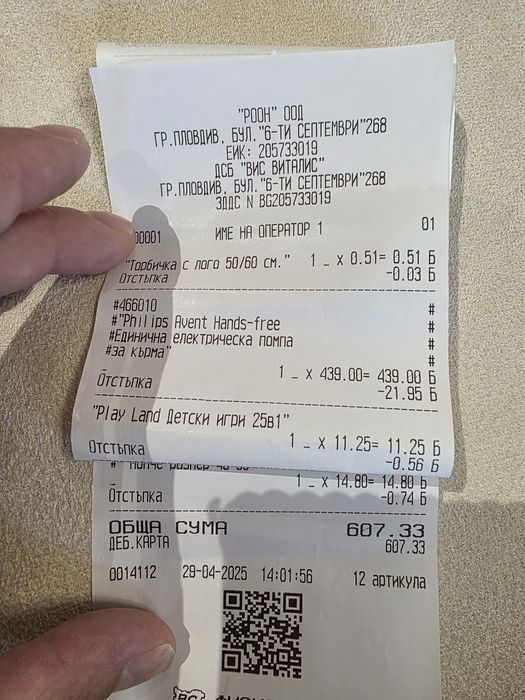 "РООН" ООД
ГР.ПЛОВДИВ, БУЛ."6-ТИ СЕПТЕМВРИ"268
ЕИК: 205733019
ДСБ "ВИС ВИТАЛИС"
ГР.ПЛОВДИВ, БУЛ."6-ТИ СЕПТЕМВРИ"268
ЗДДС N BG205733019
0001 ИМЕ НА ОПЕРАТОР 1 01
"Торбичка с лого 50/60 см." 1 _ x 0.51= 0.51 Б
Отстъпка -0.03 Б
#466010 #
#"Philips Avent Hands-free #
#Единична електрическа помпа #
#за кърма" #
1 _ x 439.00= 439.00 Б
Отстъпка -21.95 Б
"Play Land Детски игри 25в1"
1 _ x 11.25= 11.25 Б
Отстъпка -0.56 Б
1 _ x 14.80= 14.80 Б
Отстъпка -0.74 Б
ОБЩА СУМА 607.33
ДЕБ.КАРТА 607.33
0014112 29-04-2025 14:01:56 12 артикула
BG